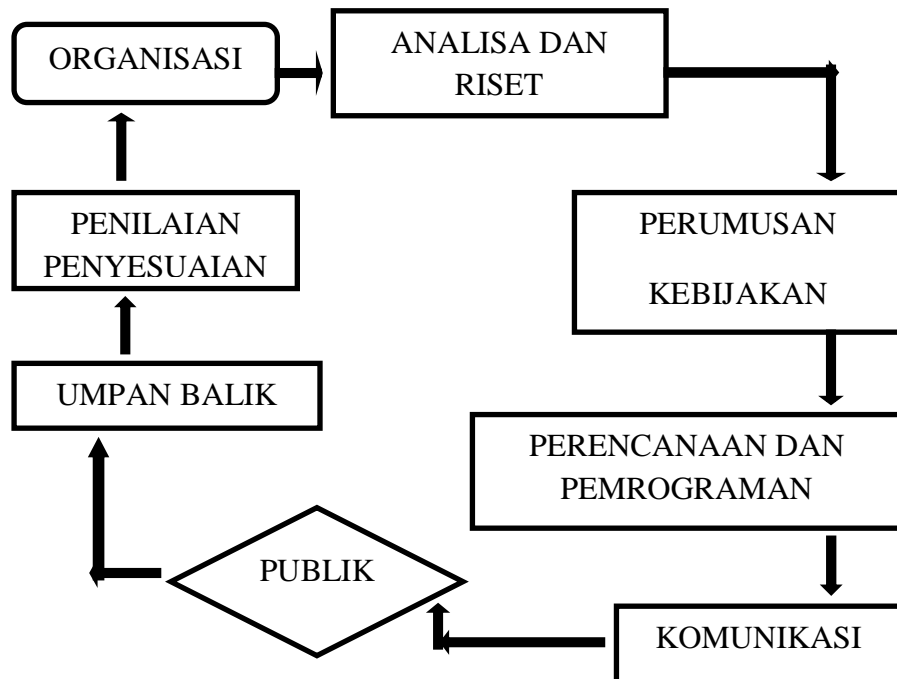 ORGANISASI
ANALISA DAN
RISET
PERUMUSAN
KEBIJAKAN
PERENCANAAN DAN
PEMROGRAMAN
KOMUNIKASI
PUBLIK
UMPAN BALIK
PENILAIAN
PENYESUAIAN